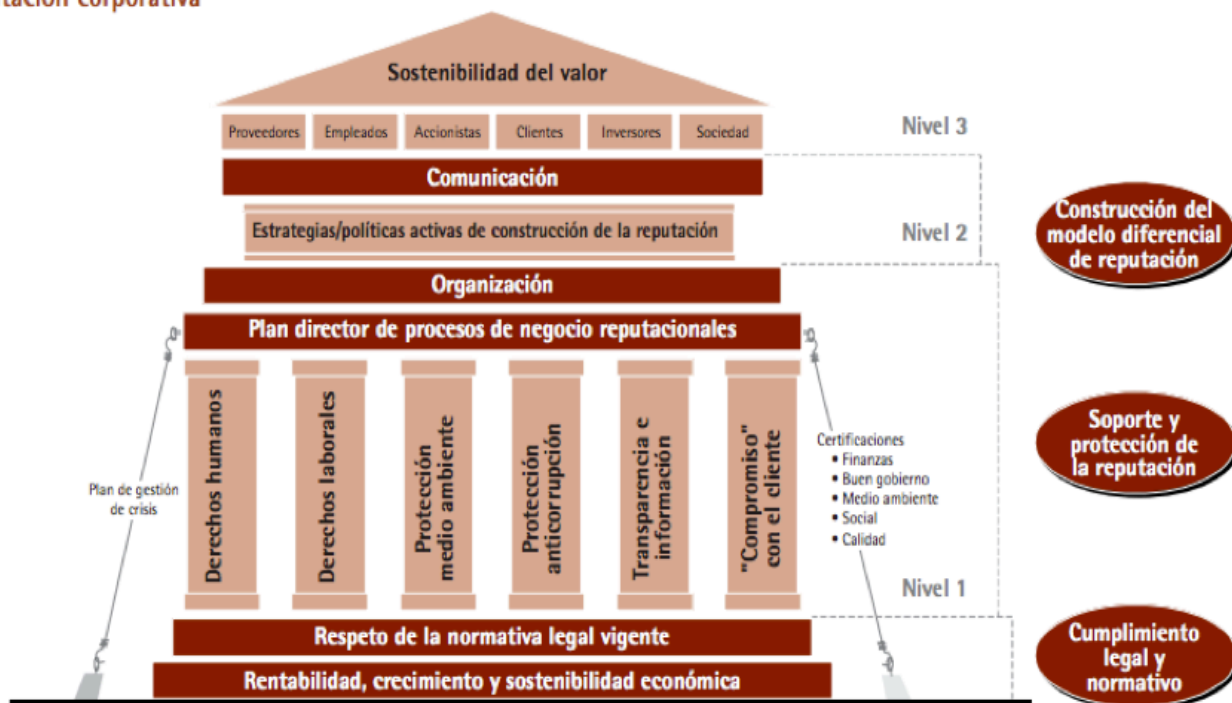 Corporativa
Sostenibilidad del valor
Proveedores
Empleados
Accionistas
Clientes
Inversores
Sociedad
Nivel 3
Comunicación
Estrategias/políticas activas de construcción de la reputación
Nivel 2
Construcción del
modelo diferencial
de reputación
Organización
Plan director de procesos de negocio reputacionales
Plan de gestión
de crisis
Derechos humanos
Derechos laborales
Protección
medio ambiente
Protección
anticorrupción
Transparencia e
información
"Compromiso"
con el cliente
Certificaciones
• Finanzas
• Buen gobierno
• Medio ambiente
• Social
• Calidad
Soporte y
protección de
la reputación
Nivel 1
Respeto de la normativa legal vigente
Rentabilidad, crecimiento y sostenibilidad económica
Cumplimiento
legal y
normativo